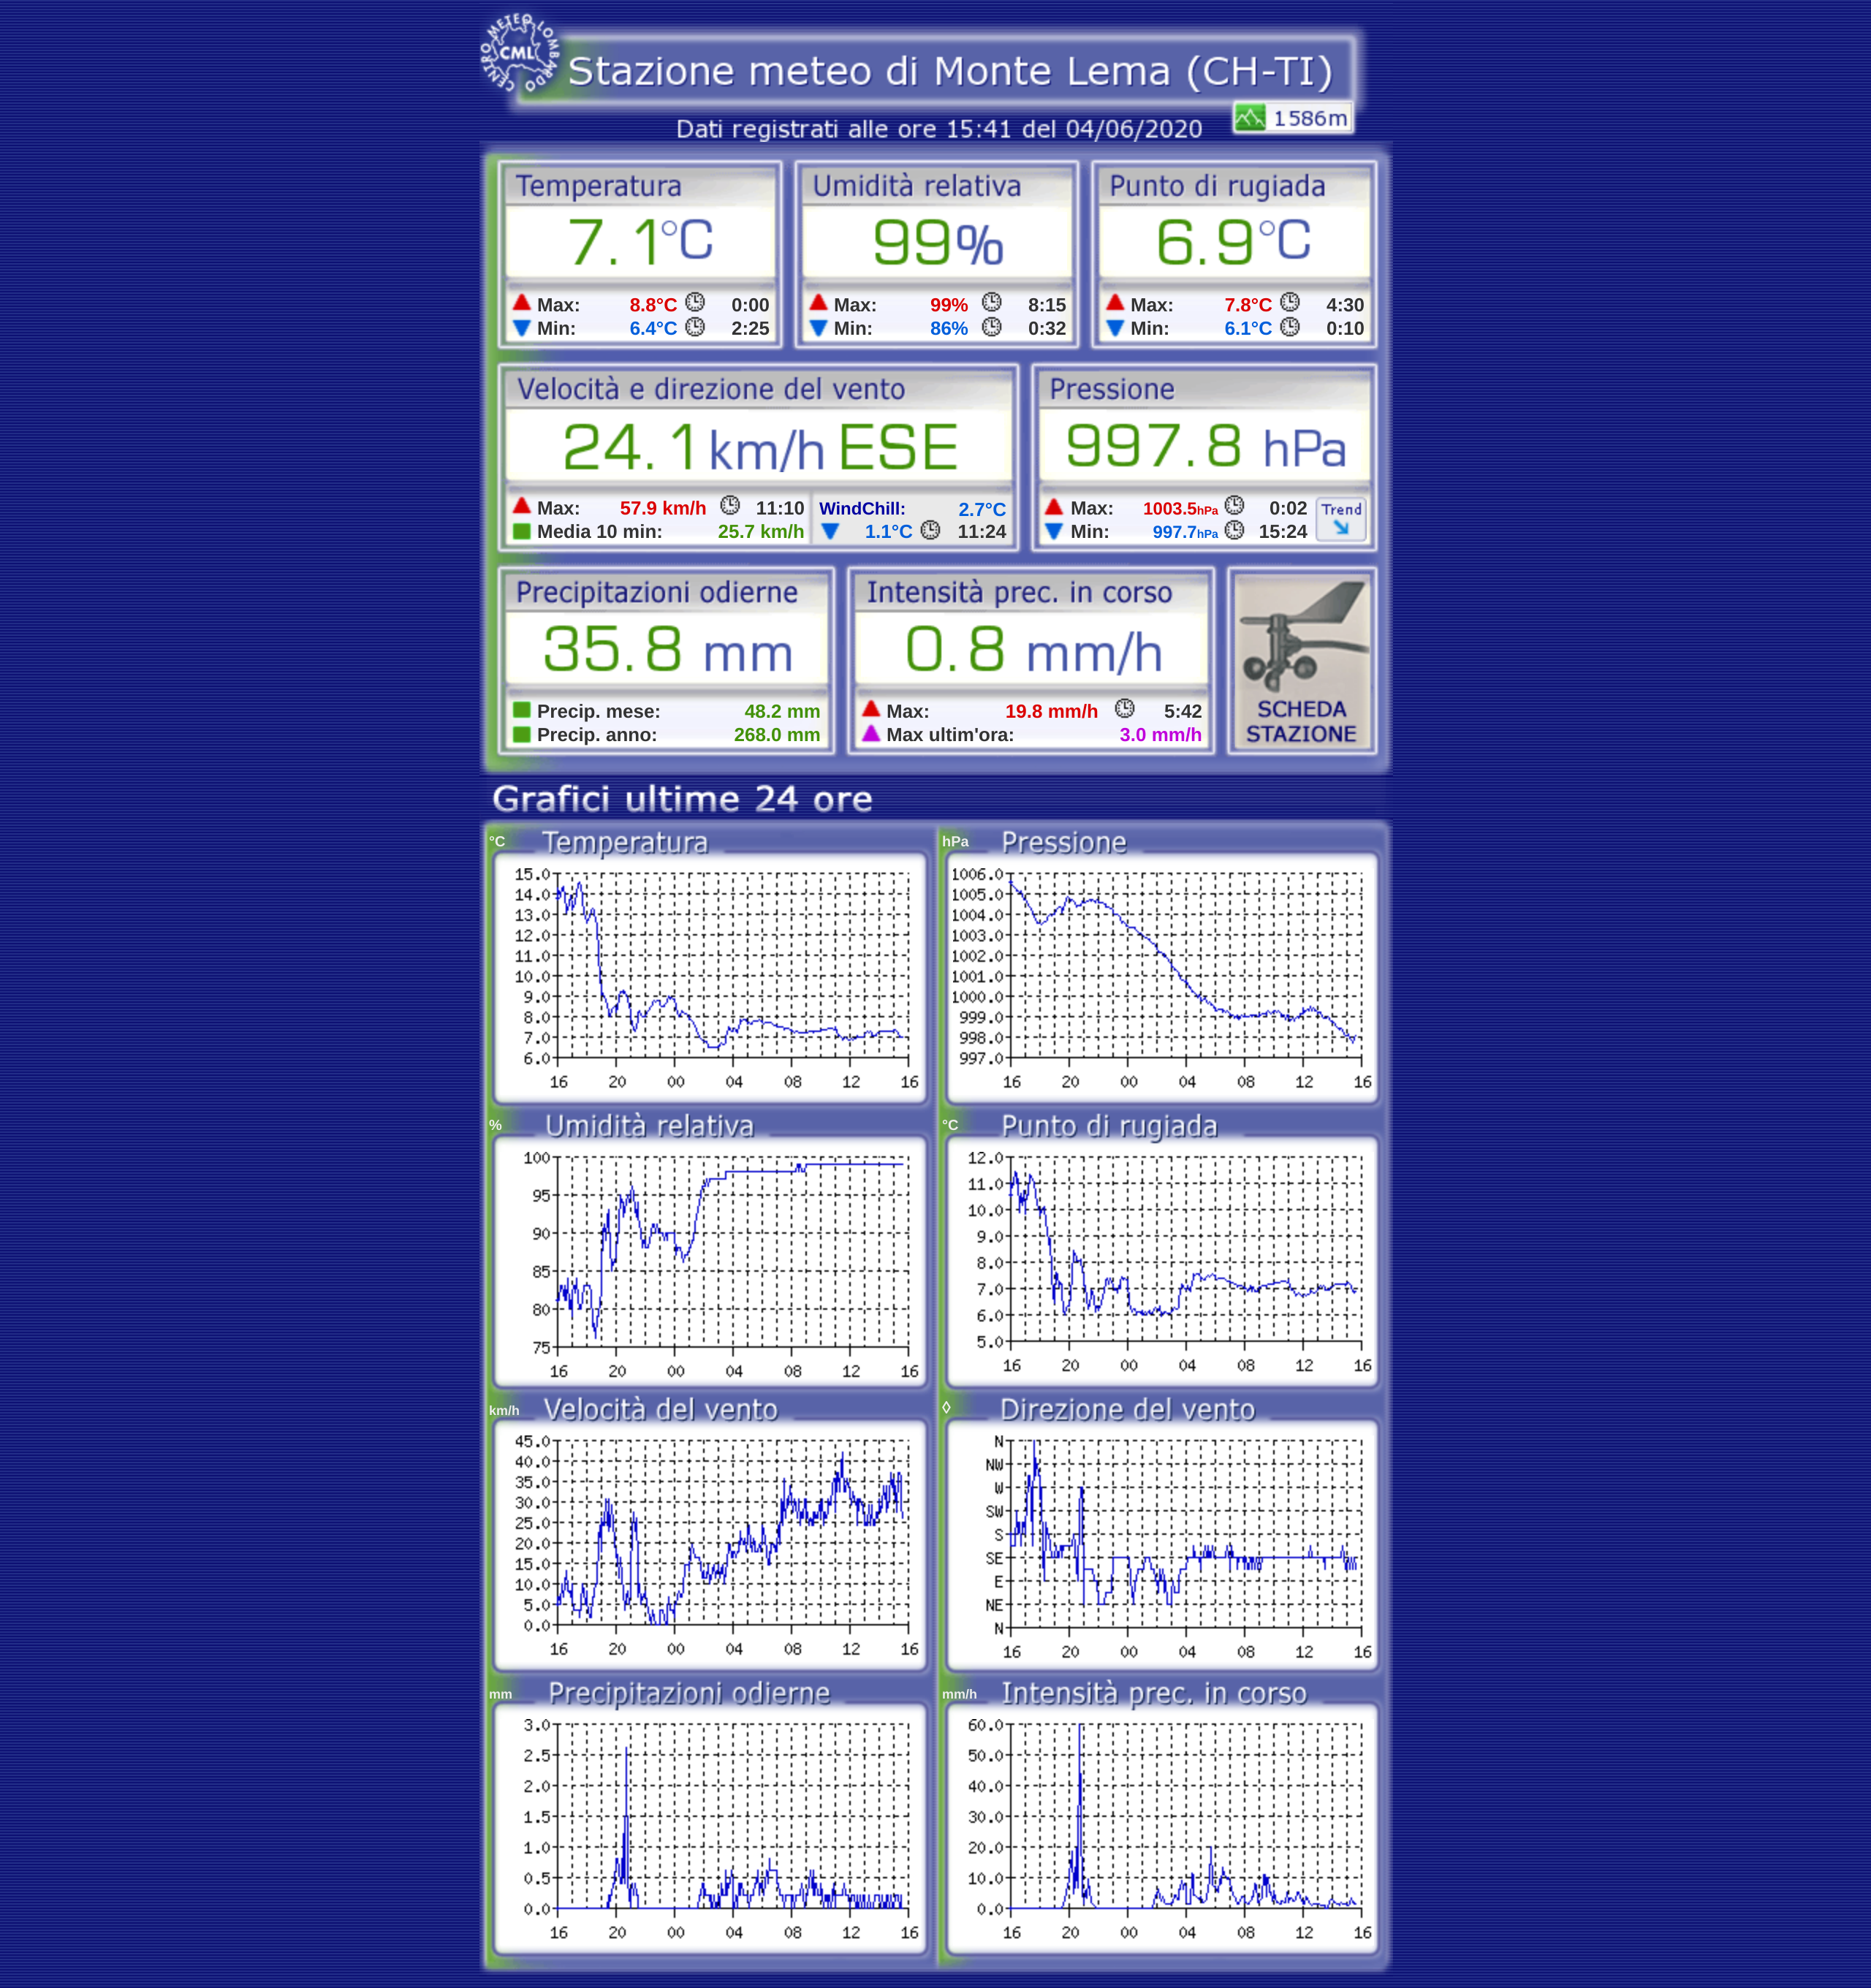 CENTRO METEO LOMBARDO
CML
Stazione meteo di Monte Lema (CH-TI)
1586m
Dati registrati alle ore 15:41 del 04/06/2020
Temperatura Umidità relativa Punto di rugiada
7.1°C 99% 6.9°C
Max: 8.8°C 0:00 Max: 99% 8:15 Max: 7.8°C 4:30
Min: 6.4°C 2:25 Min: 86% 0:32 Min: 6.1°C 0:10
Velocità e direzione del vento Pressione
24.1 km/h ESE 997.8 hPa
Max: 57.9 km/h 11:10 WindChill: 2.7°C Max: 1003.5hPa 0:02 Trend
Media 10 min: 25.7 km/h 1.1°C 11:24 Min: 997.7hPa 15:24
Precipitazioni odierne Intensità prec. in corso
35.8 mm 0.8 mm/h
Precip. mese: 48.2 mm Max: 19.8 mm/h 5:42 SCHEDA
Precip. anno: 268.0 mm Max ultim'ora: 3.0 mm/h STAZIONE
Grafici ultime 24 ore
°C Temperatura
15.0
14.0
13.0
12.0
11.0
10.0
9.0
8.0
7.0
6.0
16 20 00 04 08 12 16
hPa Pressione
1006.0
1005.0
1004.0
1003.0
1002.0
1001.0
1000.0
999.0
998.0
997.0
16 20 00 04 08 12 16
% Umidità relativa
100
95
90
85
80
75
16 20 00 04 08 12 16
°C Punto di rugiada
12.0
11.0
10.0
9.0
8.0
7.0
6.0
5.0
16 20 00 04 08 12 16
km/h Velocità del vento
45.0
40.0
35.0
30.0
25.0
20.0
15.0
10.0
5.0
0.0
16 20 00 04 08 12 16
◊ Direzione del vento
N
NW
W
SW
S
SE
E
NE
N
16 20 00 04 08 12 16
mm Precipitazioni odierne
3.0
2.5
2.0
1.5
1.0
0.5
0.0
16 20 00 04 08 12 16
mm/h Intensità prec. in corso
60.0
50.0
40.0
30.0
20.0
10.0
0.0
16 20 00 04 08 12 16